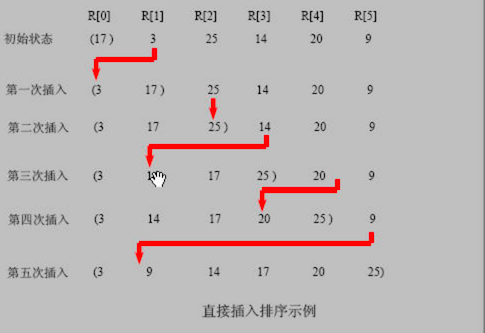 R[0] R[1] R[2] R[3] R[4] R[5]
初始状态 (17 ) 3 25 14 20 9
第一次插入 (3 17 ) 25 14 20 9
第二次插入 (3 17 25 ) 14 20 9
第三次插入 (3 17 25 ) 20 9
第四次插入 (3 14 17 20 25 ) 9
第五次插入 (3 9 14 17 20 25)
直接插入排序示例